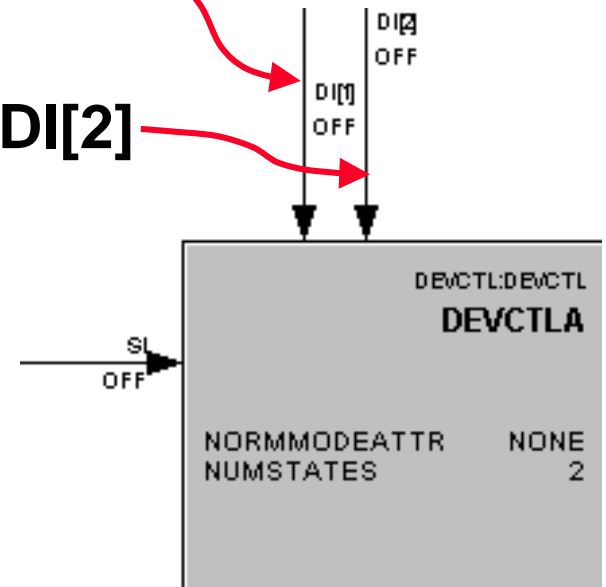 DI[2]
OFF
DI[1]
OFF
DI[2]
DEVCTL:DEVCTL
DEVCTLA
SI
OFF
NORMMODEATTR NONE
NUMSTATES 2